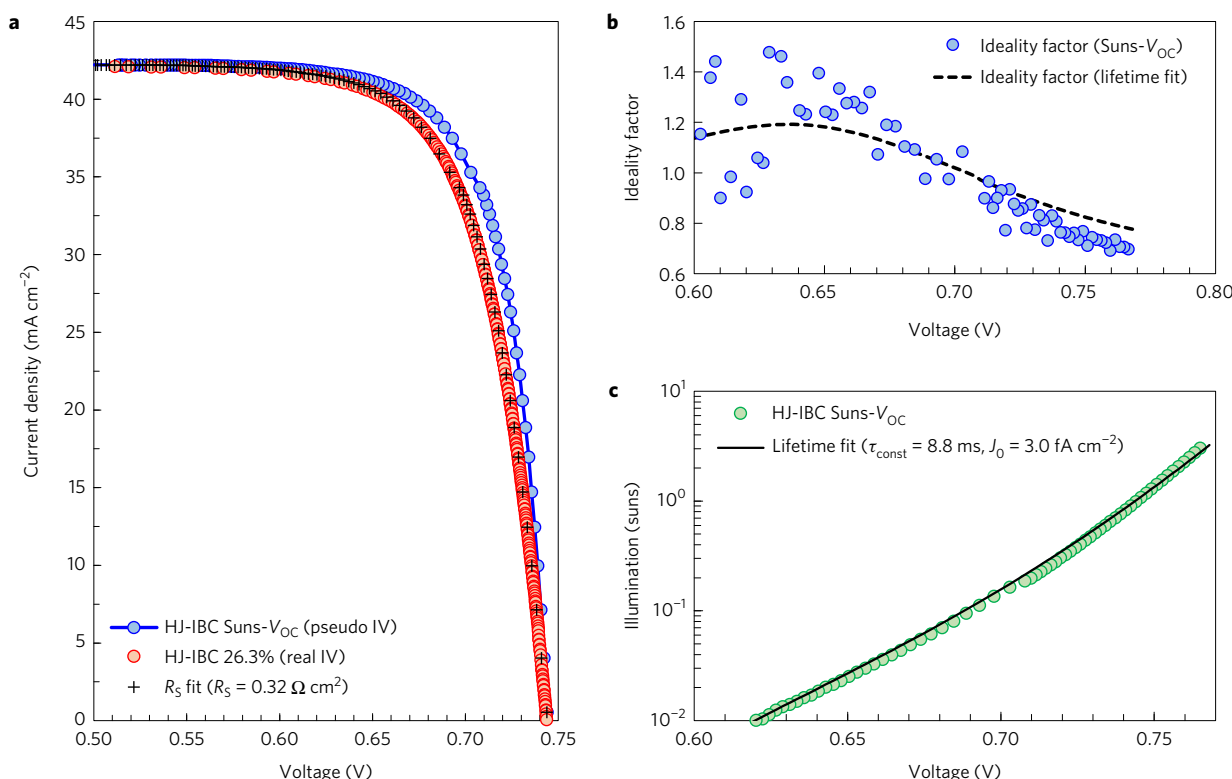 a
45
40
35
30
25
20
15
10
5
0
Current density (mA cm⁻²)
HJ-IBC Suns-V_OC (pseudo IV)
HJ-IBC 26.3% (real IV)
R_S fit (R_S = 0.32 Ω cm²)
0.50 0.55 0.60 0.65 0.70 0.75
Voltage (V)
b
1.4
1.2
1.0
0.8
0.6
Ideality factor
Ideality factor (Suns-V_OC)
Ideality factor (lifetime fit)
0.60 0.65 0.70 0.75 0.80
Voltage (V)
c
10¹
10⁰
10⁻¹
10⁻²
Illumination (suns)
HJ-IBC Suns-V_OC
Lifetime fit (τ_const = 8.8 ms, J_0 = 3.0 fA cm⁻²)
0.60 0.65 0.70 0.75
Voltage (V)